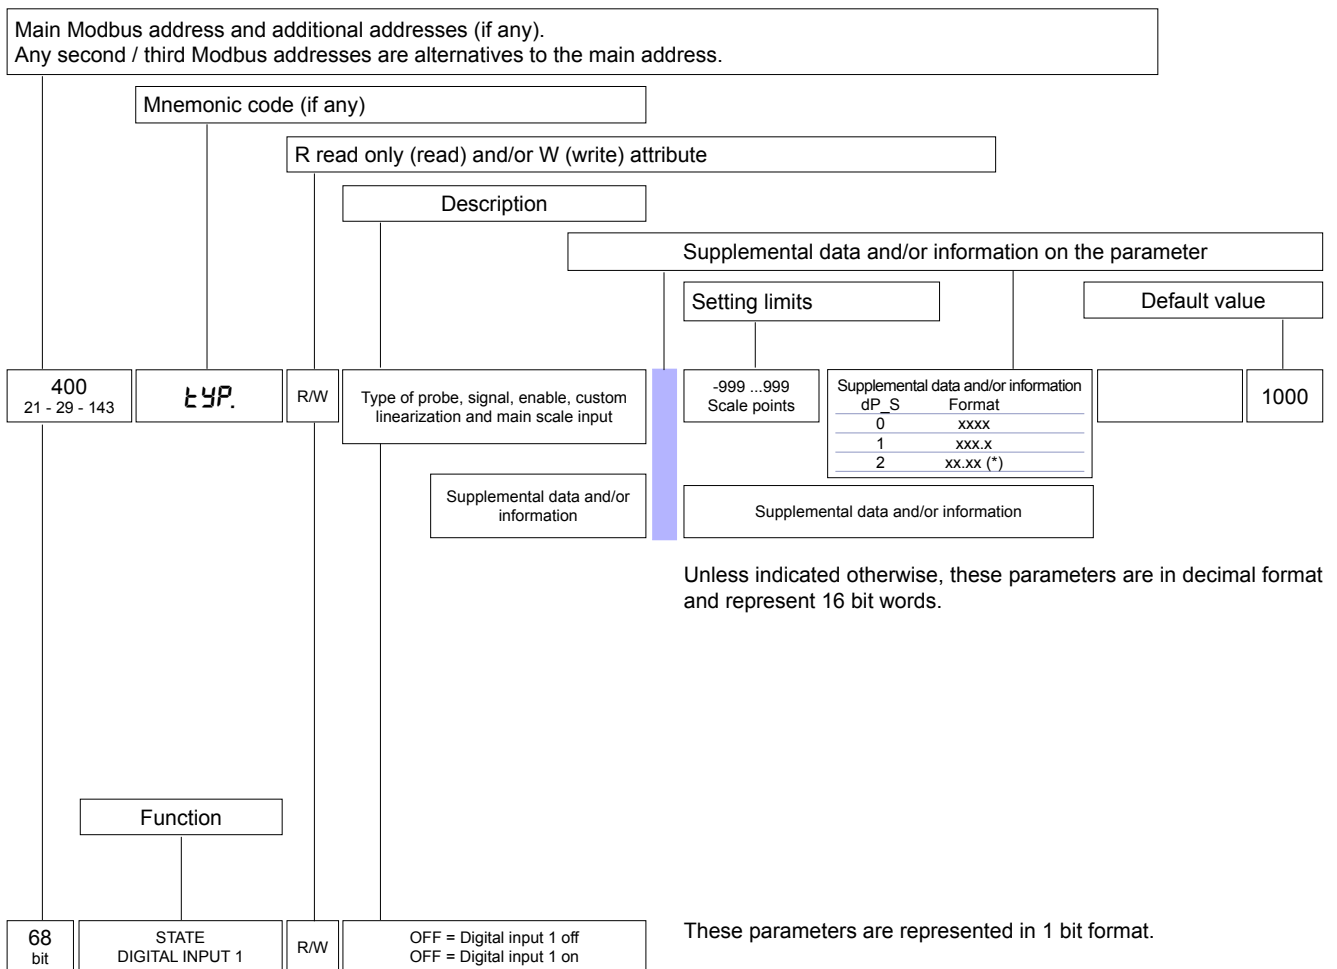 Main Modbus address and additional addresses (if any).
Any second / third Modbus addresses are alternatives to the main address.
Mnemonic code (if any)
R read only (read) and/or W (write) attribute
Description
Supplemental data and/or information on the parameter
Setting limits
Default value
400
21 - 29 - 143
tYP.
R/W
Type of probe, signal, enable, custom
linearization and main scale input
-999 ...999
Scale points
Supplemental data and/or information
dP_S Format
0 xxxx
1 xxx.x
2 xx.xx (*)
1000
Supplemental data and/or
information
Supplemental data and/or information
Unless indicated otherwise, these parameters are in decimal format
and represent 16 bit words.
Function
68
bit
STATE
DIGITAL INPUT 1
R/W
OFF = Digital input 1 off
OFF = Digital input 1 on
These parameters are represented in 1 bit format.